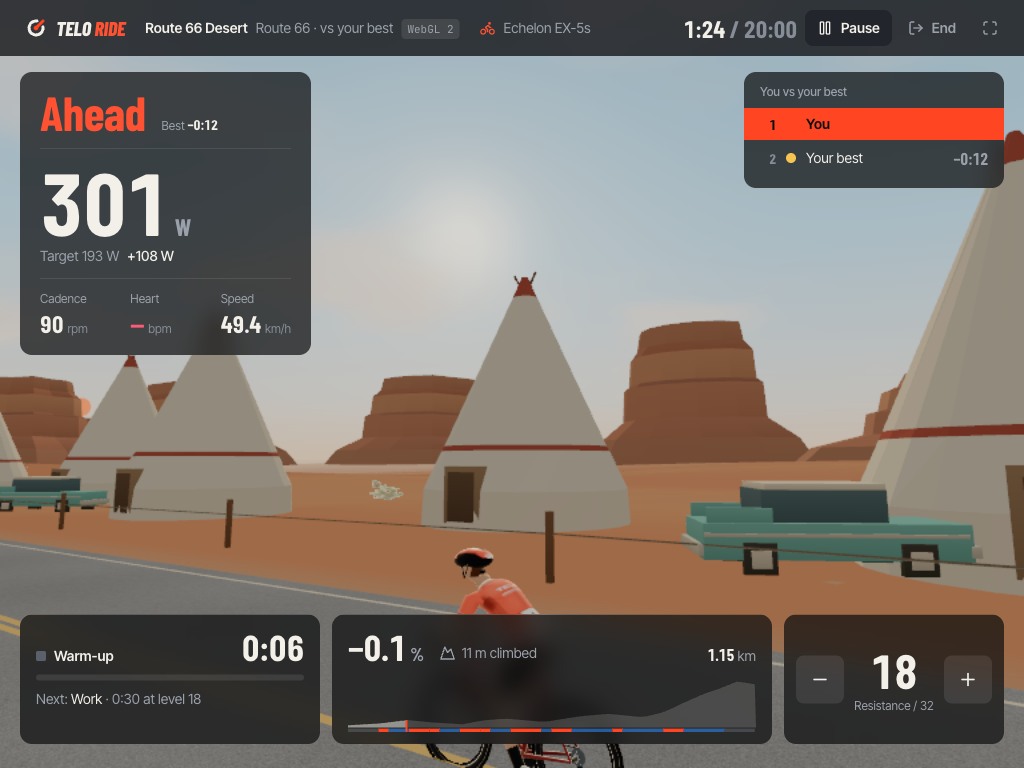 TELO RIDE Route 66 Desert Route 66 · vs your best WebGL 2 Echelon EX-5s 1:24 / 20:00 Pause End
Ahead Best −0:12
301 W
Target 193 W +108 W
Cadence Heart Speed
90 rpm – bpm 49.4 km/h
You vs your best
1 You
2 Your best −0:12
Warm-up 0:06
Next: Work · 0:30 at level 18
−0.1 % 11 m climbed 1.15 km
− 18 +
Resistance / 32